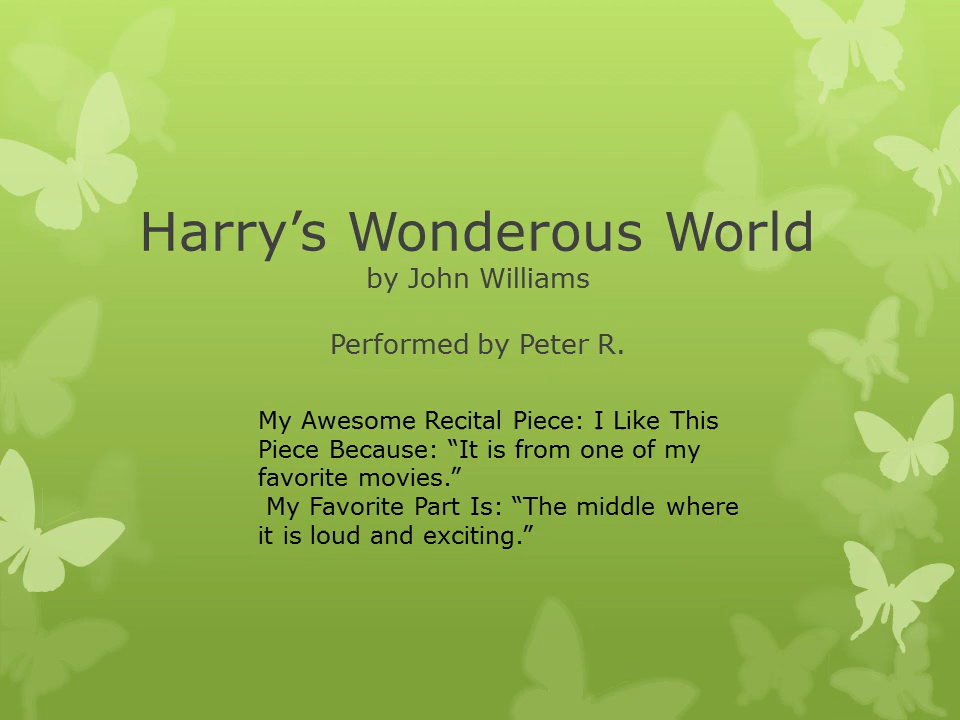 Harry’s Wonderous World
by John Williams
Performed by Peter R.
My Awesome Recital Piece: I Like This
Piece Because: “It is from one of my
favorite movies.”
My Favorite Part Is: “The middle where
it is loud and exciting.”